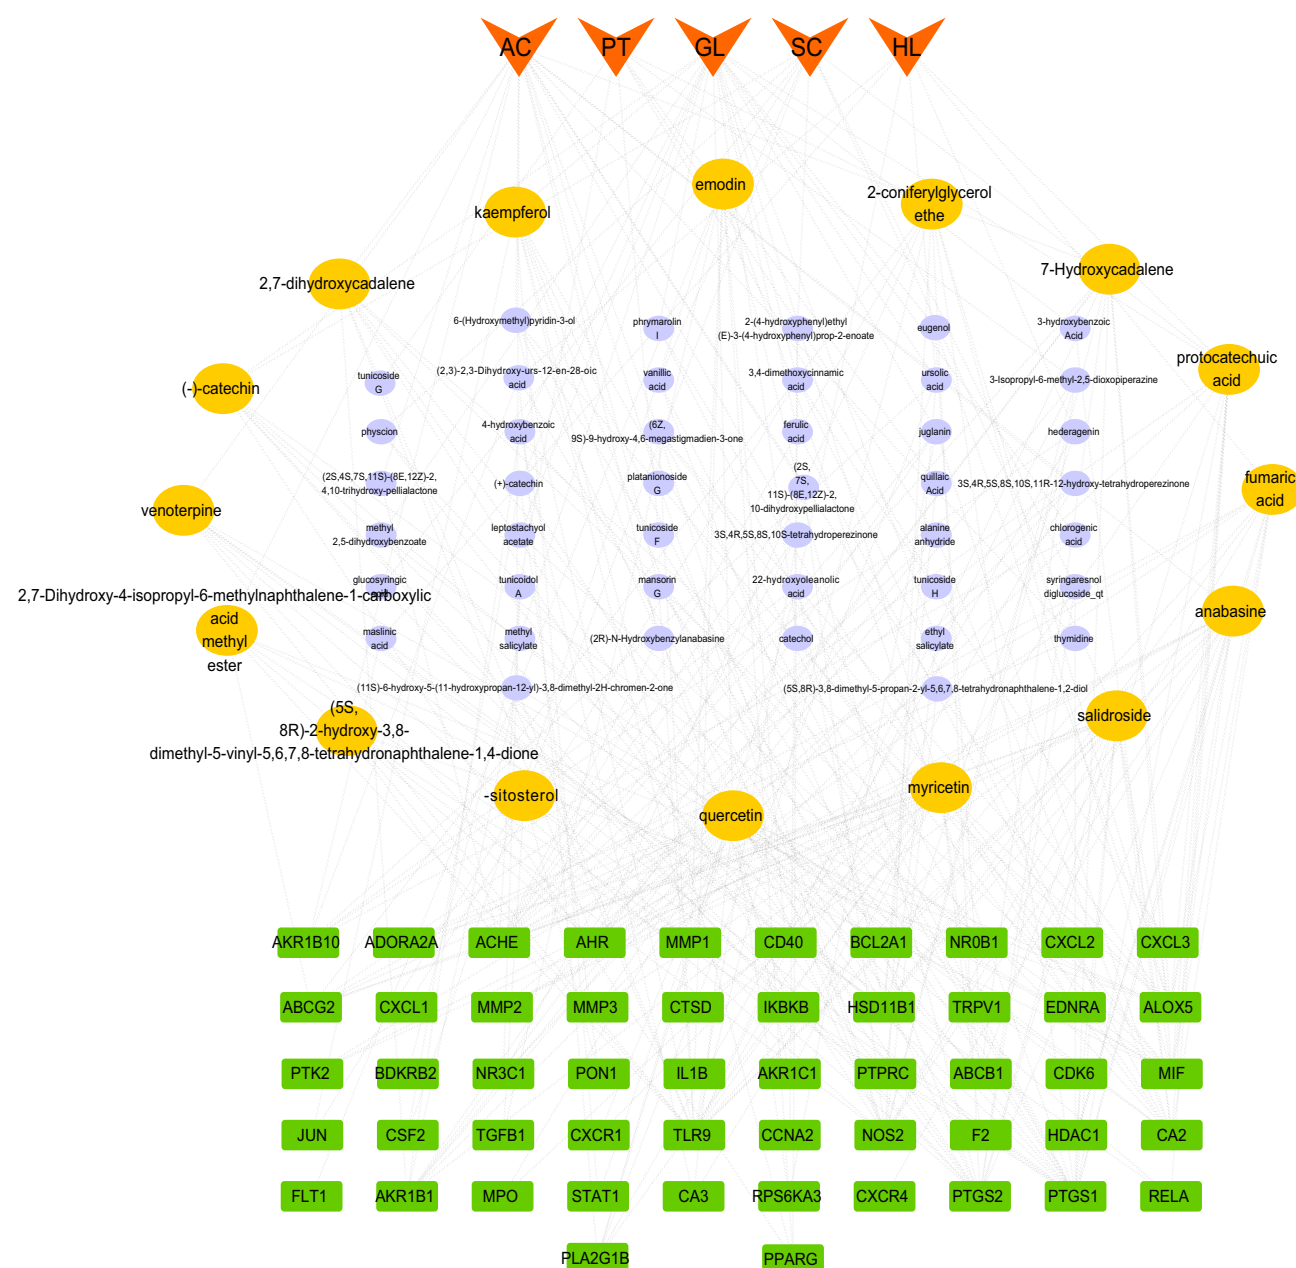 AC PT GL SC HL
emodin
kaempferol
2-coniferylglycerol
ethe
2,7-dihydroxycadalene
7-Hydroxycadalene
(-)-catechin
protocatechuic
acid
venoterpine
fumaric
acid
2,7-Dihydroxy-4-isopropyl-6-methylnaphthalene-1-carboxylic
acid
methyl
ester
anabasine
(5S,
8R)-2-hydroxy-3,8-
dimethyl-5-vinyl-5,6,7,8-tetrahydronaphthalene-1,4-dione
salidroside
-sitosterol
quercetin
myricetin
6-(Hydroxymethyl)pyridin-3-ol
phrymarolin
I
2-(4-hydroxyphenyl)ethyl
(E)-3-(4-hydroxyphenyl)prop-2-enoate
eugenol
3-hydroxybenzoic
Acid
tunicoside
G
(2,3)-2,3-Dihydroxy-urs-12-en-28-oic
acid
vanillic
acid
3,4-dimethoxycinnamic
acid
ursolic
acid
3-Isopropyl-6-methyl-2,5-dioxopiperazine
physcion
4-hydroxybenzoic
acid
(6Z,
9S)-9-hydroxy-4,6-megastigmadien-3-one
ferulic
acid
juglanin
hederagenin
(2S,4S,7S,11S)-(8E,12Z)-2,
4,10-trihydroxy-pellialactone
(+)-catechin
platanionoside
G
(2S,
7S,
11S)-(8E,12Z)-2,
10-dihydroxypellialactone
quillaic
Acid
3S,4R,5S,8S,10S,11R-12-hydroxy-tetrahydroperezinone
methyl
2,5-dihydroxybenzoate
leptostachyol
acetate
tunicoside
F
3S,4R,5S,8S,10S-tetrahydroperezinone
alanine
anhydride
chlorogenic
acid
glucosyringic
tunicoidol
A
mansorin
G
22-hydroxyoleanolic
acid
tunicoside
H
syringaresnol
diglucoside_qt
maslinic
acid
methyl
salicylate
(2R)-N-Hydroxybenzylanabasine
catechol
ethyl
salicylate
thymidine
(11S)-6-hydroxy-5-(11-hydroxypropan-12-yl)-3,8-dimethyl-2H-chromen-2-one
(5S,8R)-3,8-dimethyl-5-propan-2-yl-5,6,7,8-tetrahydronaphthalene-1,2-diol
AKR1B10 ADORA2A ACHE AHR MMP1 CD40 BCL2A1 NR0B1 CXCL2 CXCL3
ABCG2 CXCL1 MMP2 MMP3 CTSD IKBKB HSD11B1 TRPV1 EDNRA ALOX5
PTK2 BDKRB2 NR3C1 PON1 IL1B AKR1C1 PTPRC ABCB1 CDK6 MIF
JUN CSF2 TGFB1 CXCR1 TLR9 CCNA2 NOS2 F2 HDAC1 CA2
FLT1 AKR1B1 MPO STAT1 CA3 RPS6KA3 CXCR4 PTGS2 PTGS1 RELA
PLA2G1B PPARG